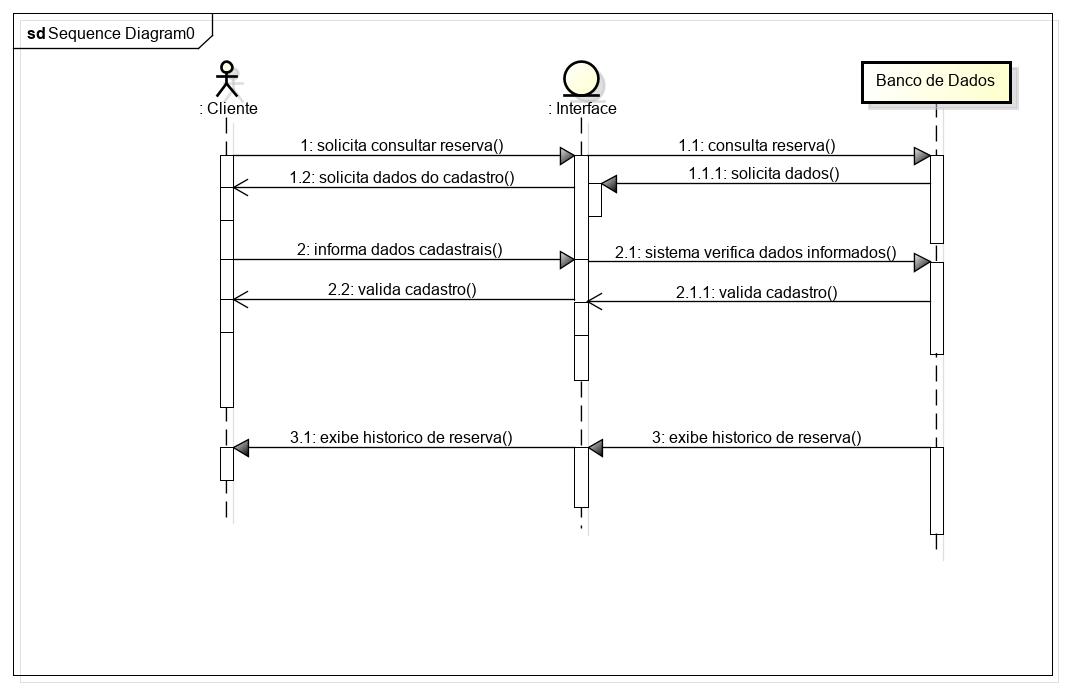 sd Sequence Diagram0
: Cliente
: Interface
Banco de Dados
1: solicita consultar reserva()
1.1: consulta reserva()
1.2: solicita dados do cadastro()
1.1.1: solicita dados()
2: informa dados cadastrais()
2.1: sistema verifica dados informados()
2.2: valida cadastro()
2.1.1: valida cadastro()
3.1: exibe historico de reserva()
3: exibe historico de reserva()